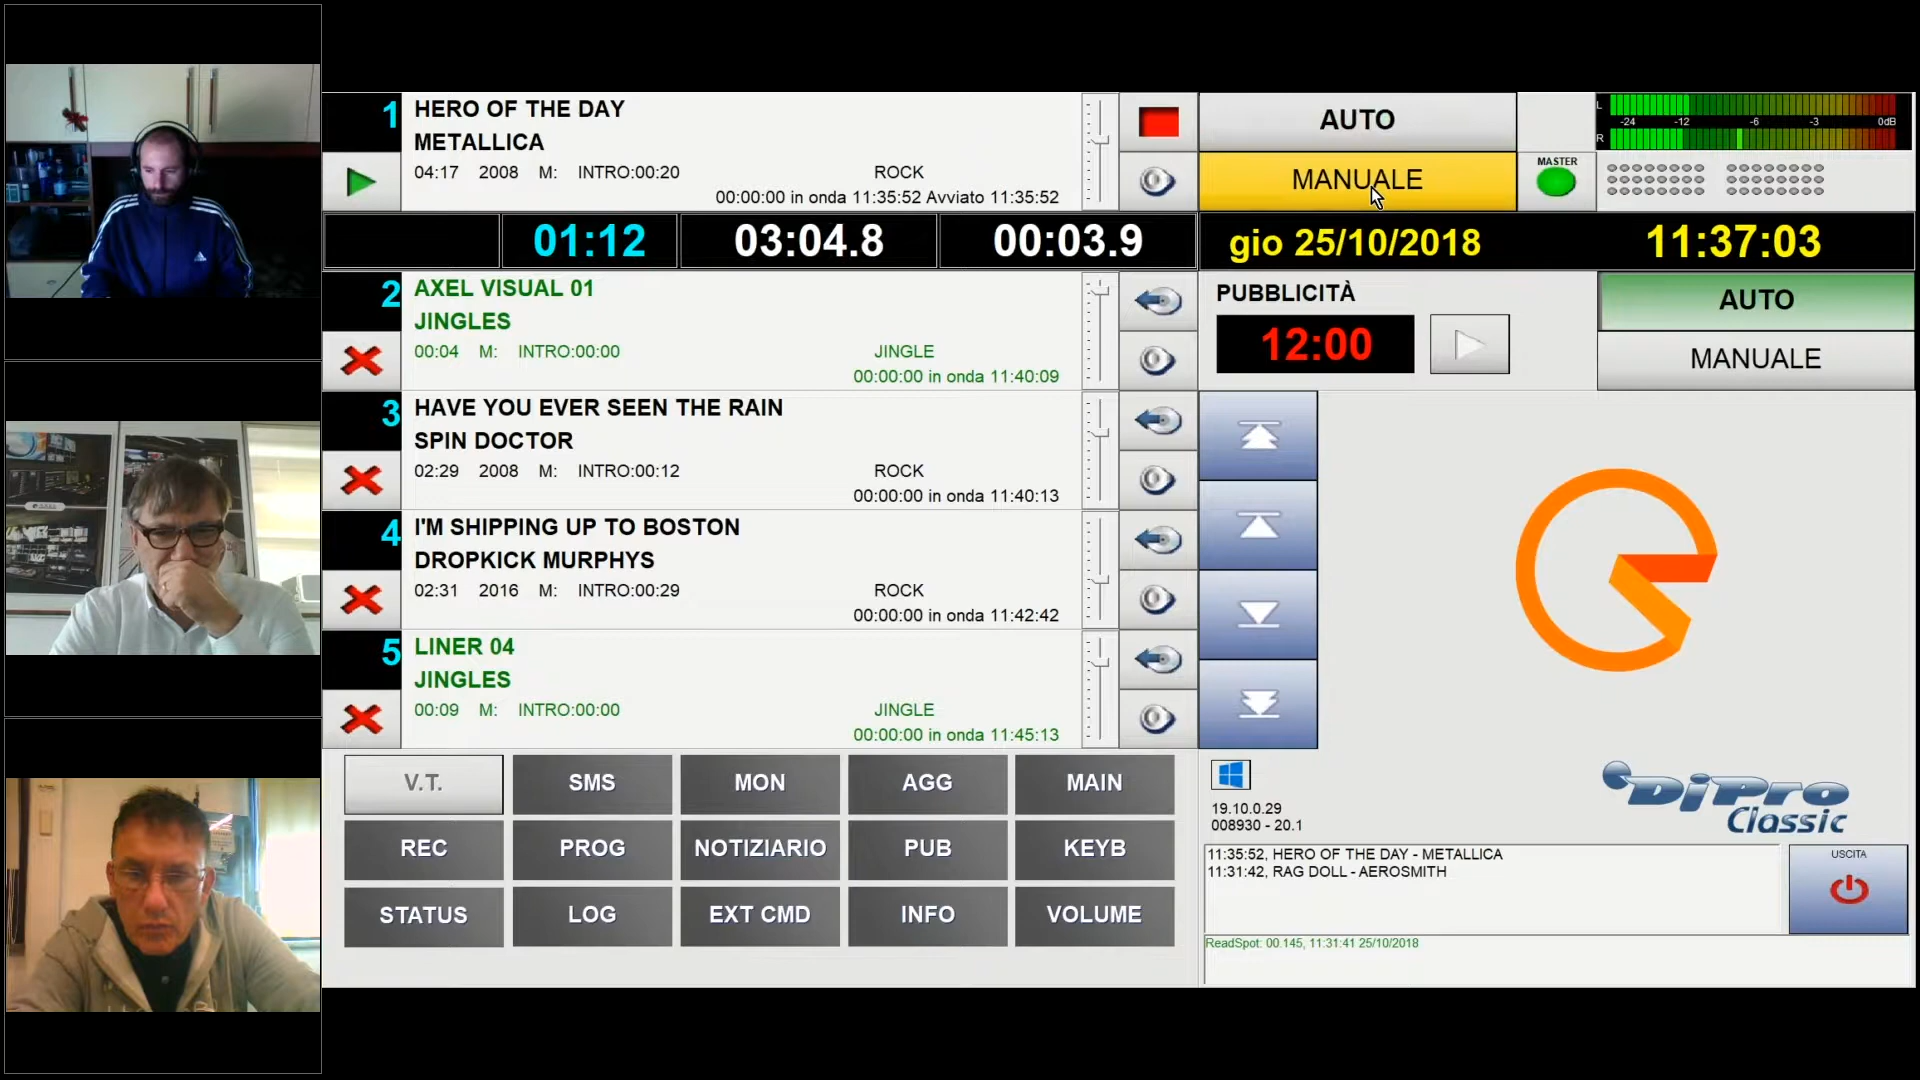 1
HERO OF THE DAY
METALLICA
04:17 2008 M: INTRO:00:20 ROCK
00:00:00 in onda 11:35:52 Avviato 11:35:52
AUTO
MANUALE
MASTER
L
-24 -12 -6 -3 0dB
R
01:12 03:04.8 00:03.9
gio 25/10/2018 11:37:03
2
AXEL VISUAL 01
JINGLES
00:04 M: INTRO:00:00 JINGLE
00:00:00 in onda 11:40:09
PUBBLICITÀ
12:00
AUTO
MANUALE
3
HAVE YOU EVER SEEN THE RAIN
SPIN DOCTOR
02:29 2008 M: INTRO:00:12 ROCK
00:00:00 in onda 11:40:13
4
I'M SHIPPING UP TO BOSTON
DROPKICK MURPHYS
02:31 2016 M: INTRO:00:29 ROCK
00:00:00 in onda 11:42:42
5
LINER 04
JINGLES
00:09 M: INTRO:00:00 JINGLE
00:00:00 in onda 11:45:13
V.T. SMS MON AGG MAIN
REC PROG NOTIZIARIO PUB KEYB
STATUS LOG EXT CMD INFO VOLUME
19.10.0.29
008930 - 20.1
DiPro
Classic
11:35:52, HERO OF THE DAY - METALLICA
11:31:42, RAG DOLL - AEROSMITH
USCITA
ReadSpot: 00.145, 11:31:41 25/10/2018